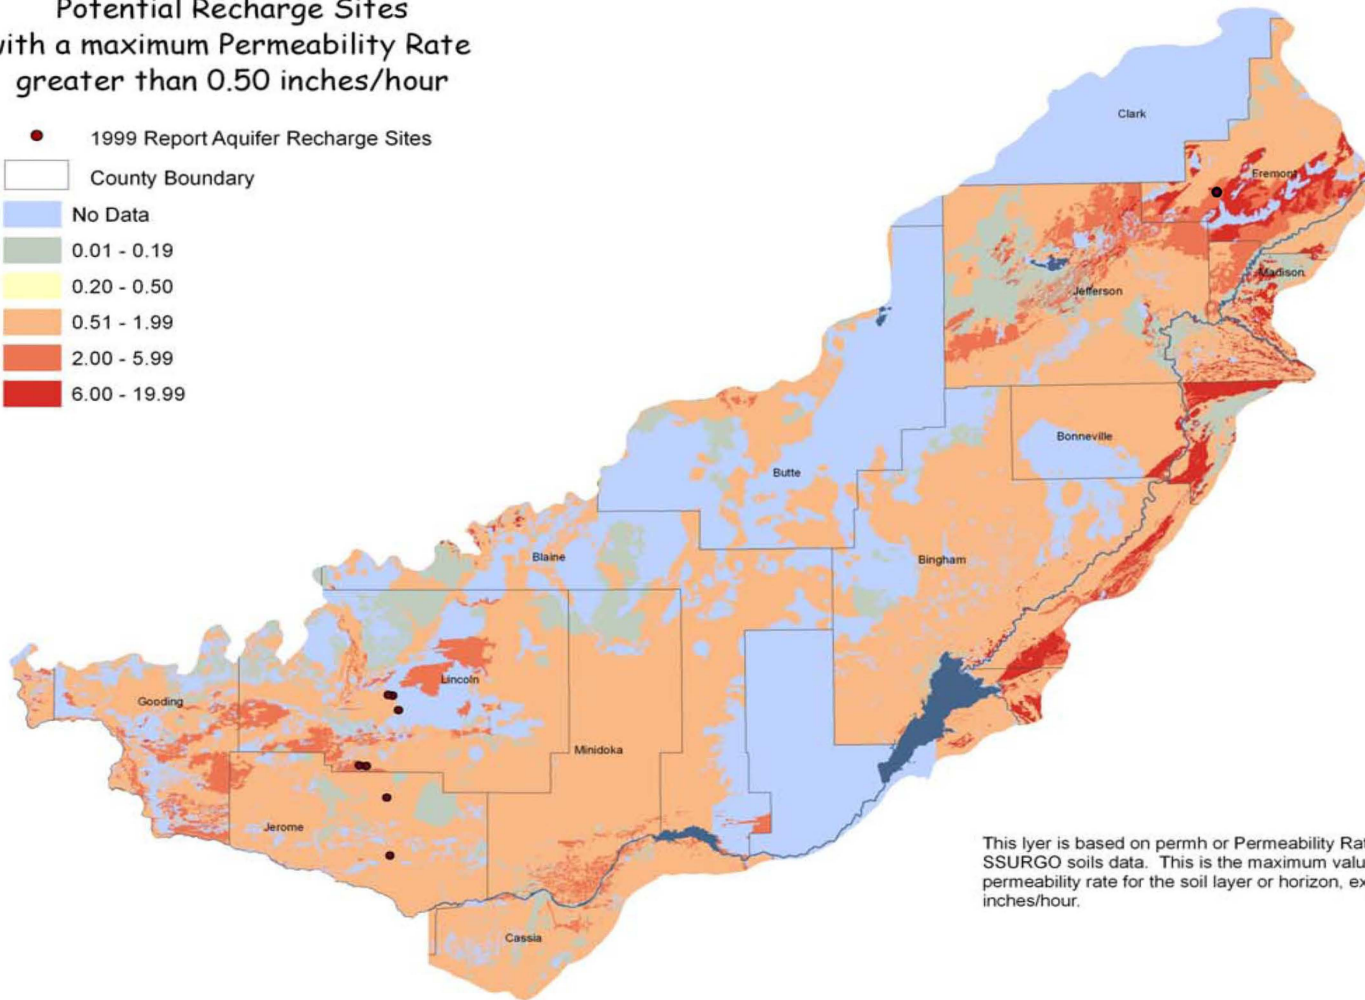 Potential Recharge Sites
with a maximum Permeability Rate
greater than 0.50 inches/hour
1999 Report Aquifer Recharge Sites
County Boundary
No Data
0.01 - 0.19
0.20 - 0.50
0.51 - 1.99
2.00 - 5.99
6.00 - 19.99
Clark
Fremont
Madison
Jefferson
Bonneville
Butte
Blaine
Bingham
Lincoln
Gooding
Minidoka
Jerome
Cassia
This lyer is based on permh or Permeability
SSURGO soils data. This is the maximum
permeability rate for the soil layer or horizon,
inches/hour.